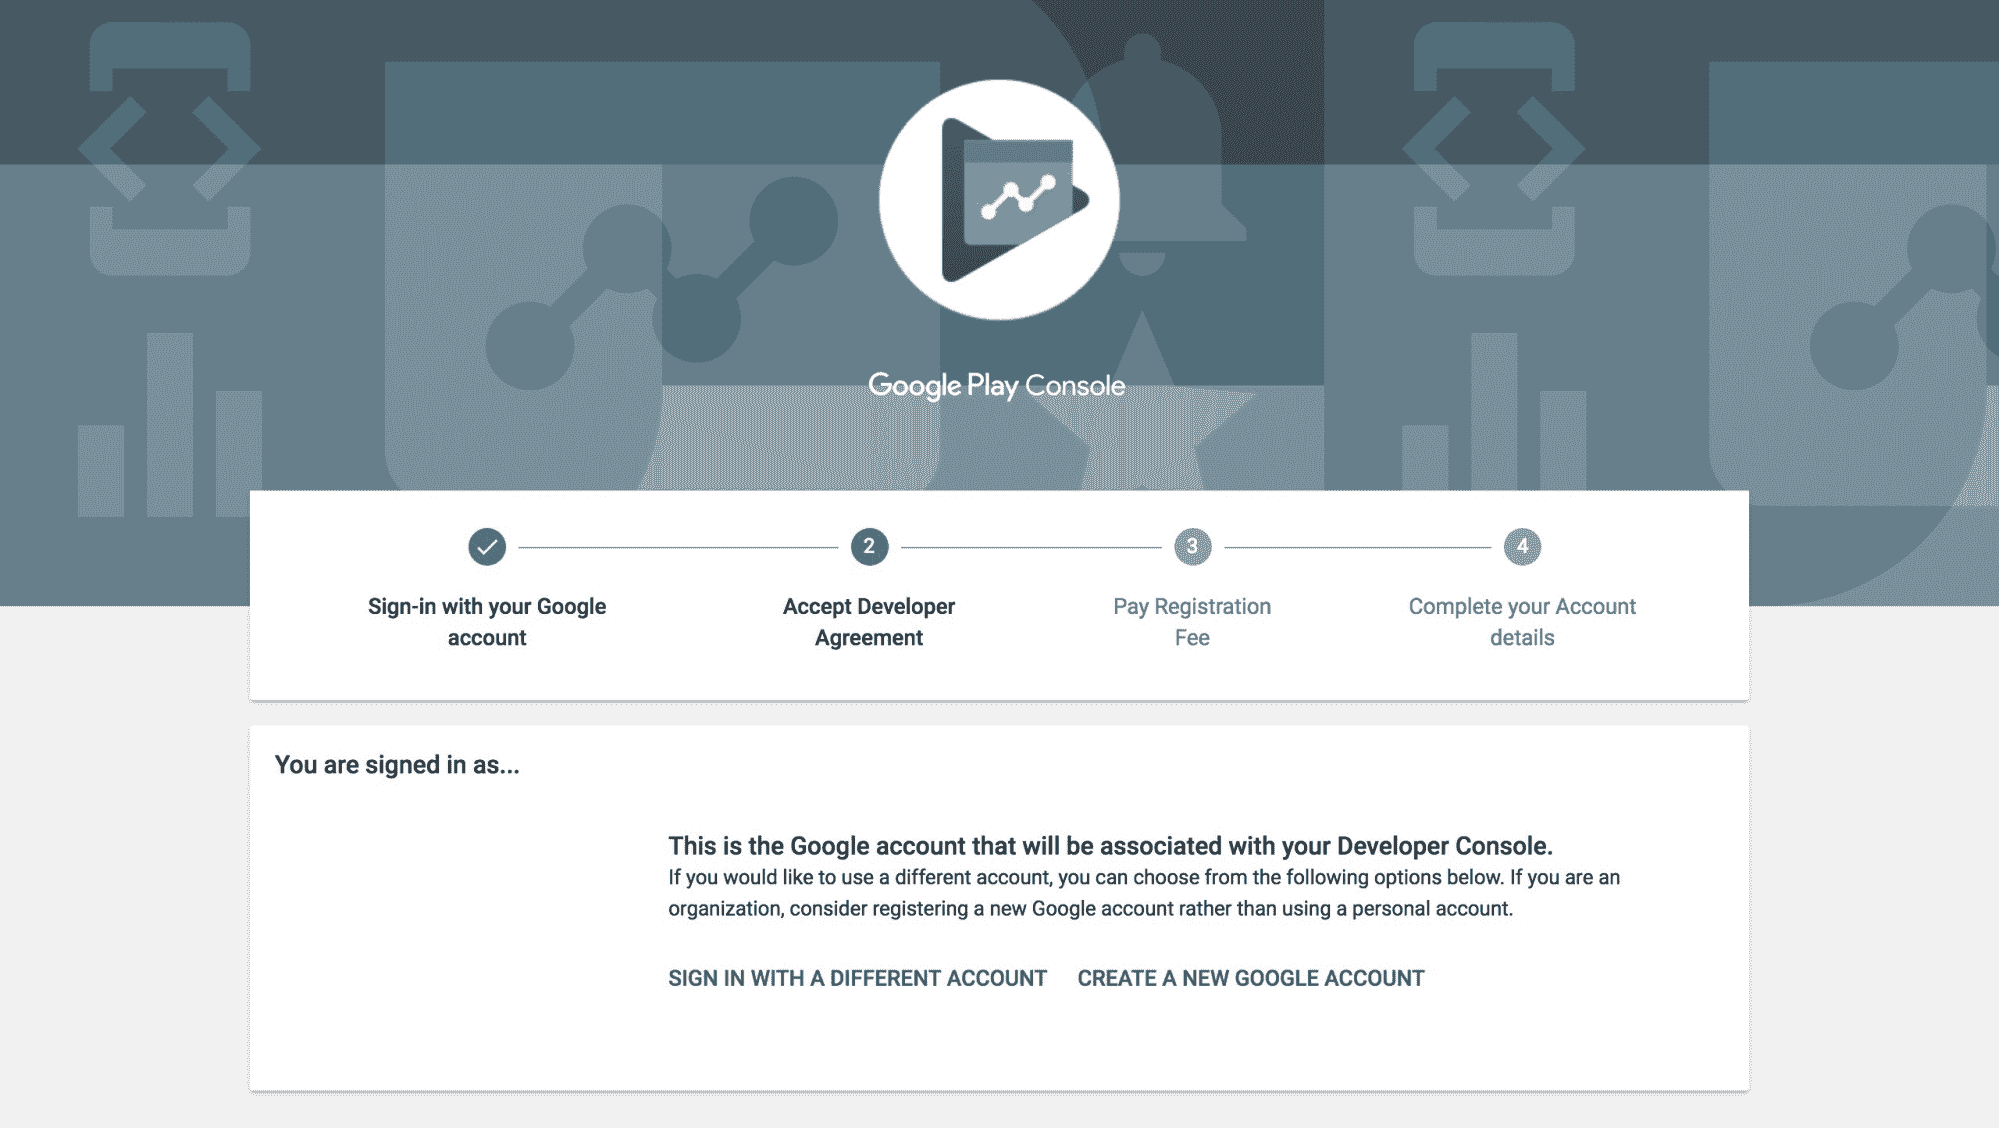 Google Play Console
2
3
4
Sign-in with your Google
account
Accept Developer
Agreement
Pay Registration
Fee
Complete your Account
details
You are signed in as...
This is the Google account that will be associated with your Developer Console.
If you would like to use a different account, you can choose from the following options below. If you are an
organization, consider registering a new Google account rather than using a personal account.
SIGN IN WITH A DIFFERENT ACCOUNT
CREATE A NEW GOOGLE ACCOUNT